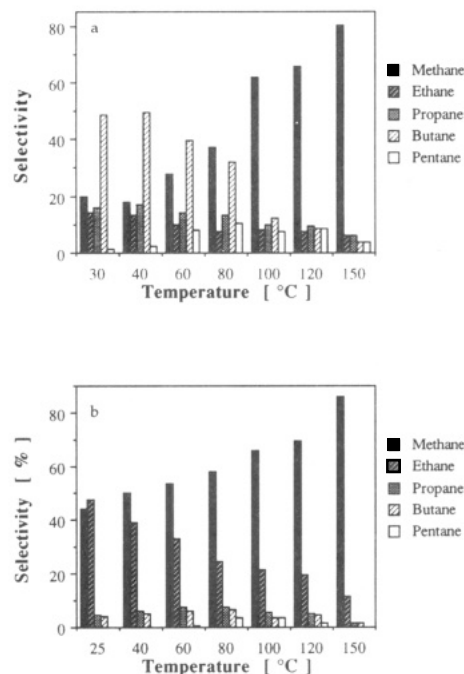 a
80
60
40
20
0
Selectivity
30 40 60 80 100 120 150
Temperature [ °C]
Methane
Ethane
Propane
Butane
Pentane
b
80
60
40
20
0
Selectivity [ % ]
25 40 60 80 100 120 150
Temperature [ °C]
Methane
Ethane
Propane
Butane
Pentane